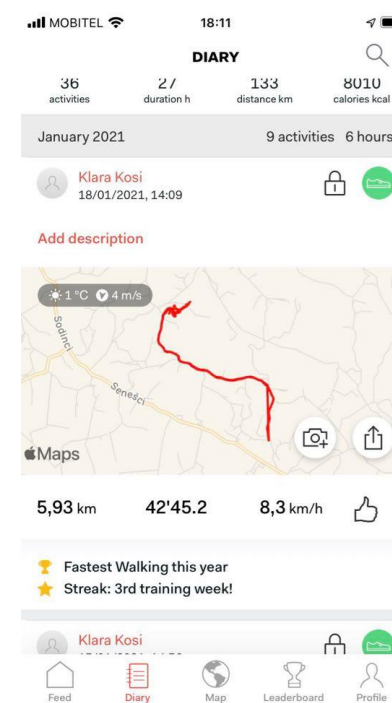 MOBITEL 18:11
DIARY
36 27 133 8010
activities duration h distance km calories kcal
January 2021 9 activities 6 hours
Klara Kosi
18/01/2021, 14:09
Add description
1 °C 4 m/s
Sodinci
Senešci
Maps
5,93 km 42'45.2 8,3 km/h
Fastest Walking this year
Streak: 3rd training week!
Klara Kosi
Feed Diary Map Leaderboard Profile